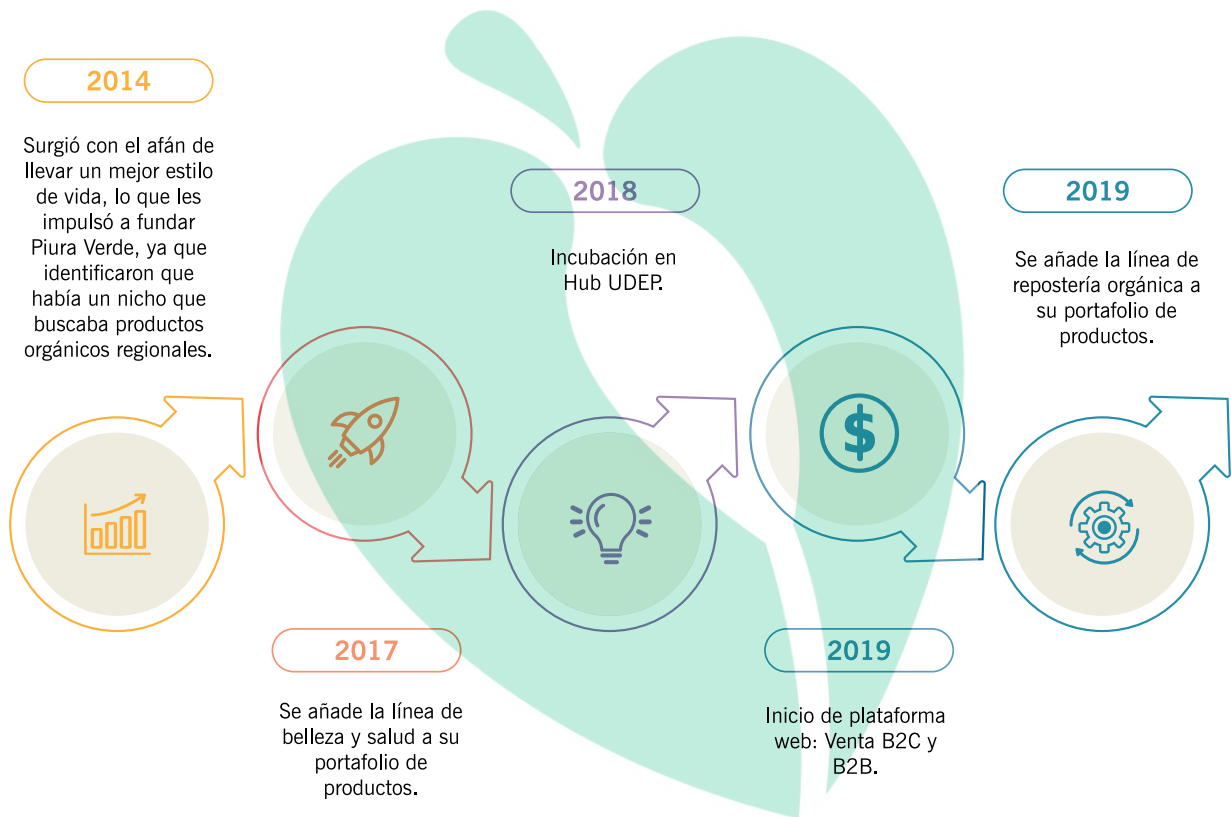 2014
Surgió con el afán de
llevar un mejor estilo
de vida, lo que les
impulsó a fundar
Piura Verde, ya que
identificaron que
había un nicho que
buscaba productos
orgánicos regionales.
2017
Se añade la línea de
belleza y salud a su
portafolio de
productos.
2018
Incubación en
Hub UDEP.
2019
Inicio de plataforma
web: Venta B2C y
B2B.
2019
Se añade la línea de
repostería orgánica a
su portafolio de
productos.
$